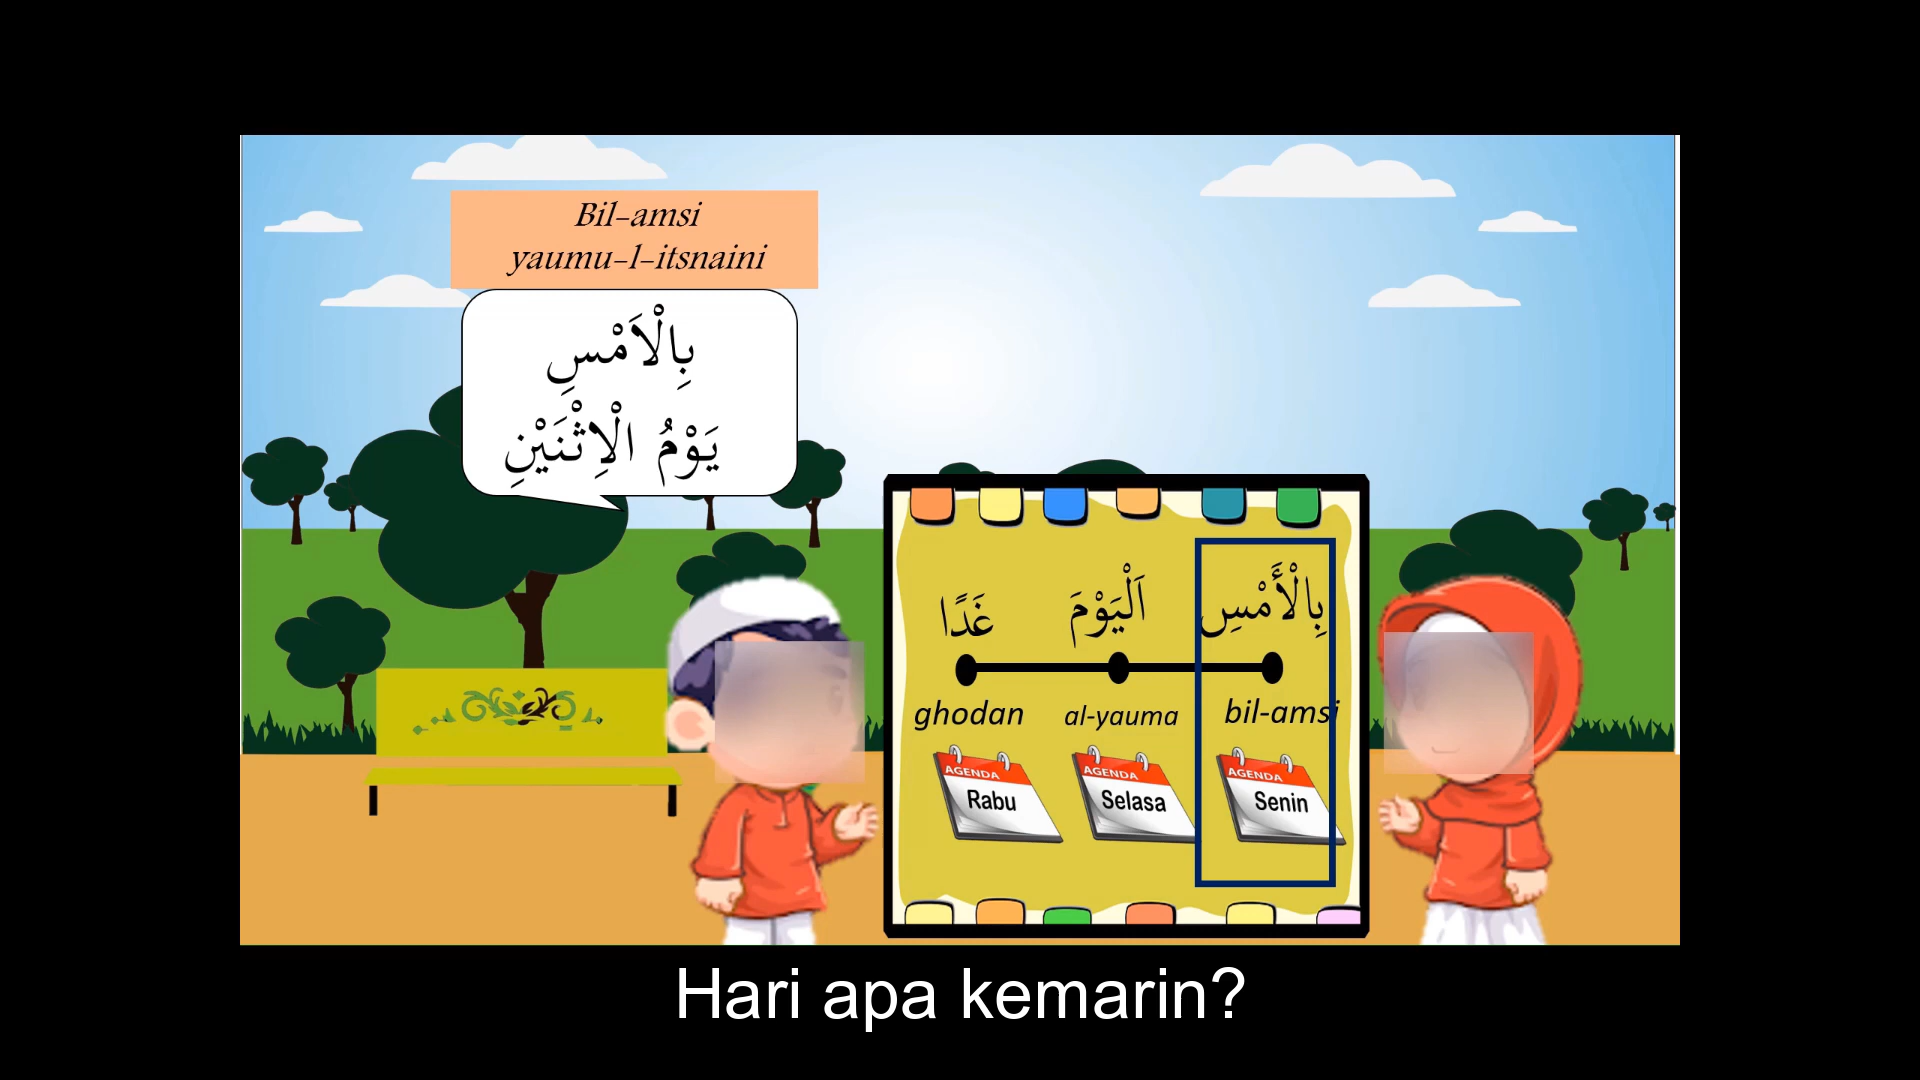 Bil-amsi
yaumu-l-itsnaini
بِالْاَمْسِ
يَوْمُ الْاِثْنَيْنِ
بِالْأَمْسِ
اَلْيَوْمَ
غَدًا
ghodan
al-yauma
bil-amsi
AGENDA
Rabu
AGENDA
Selasa
AGENDA
Senin
Hari apa kemarin?